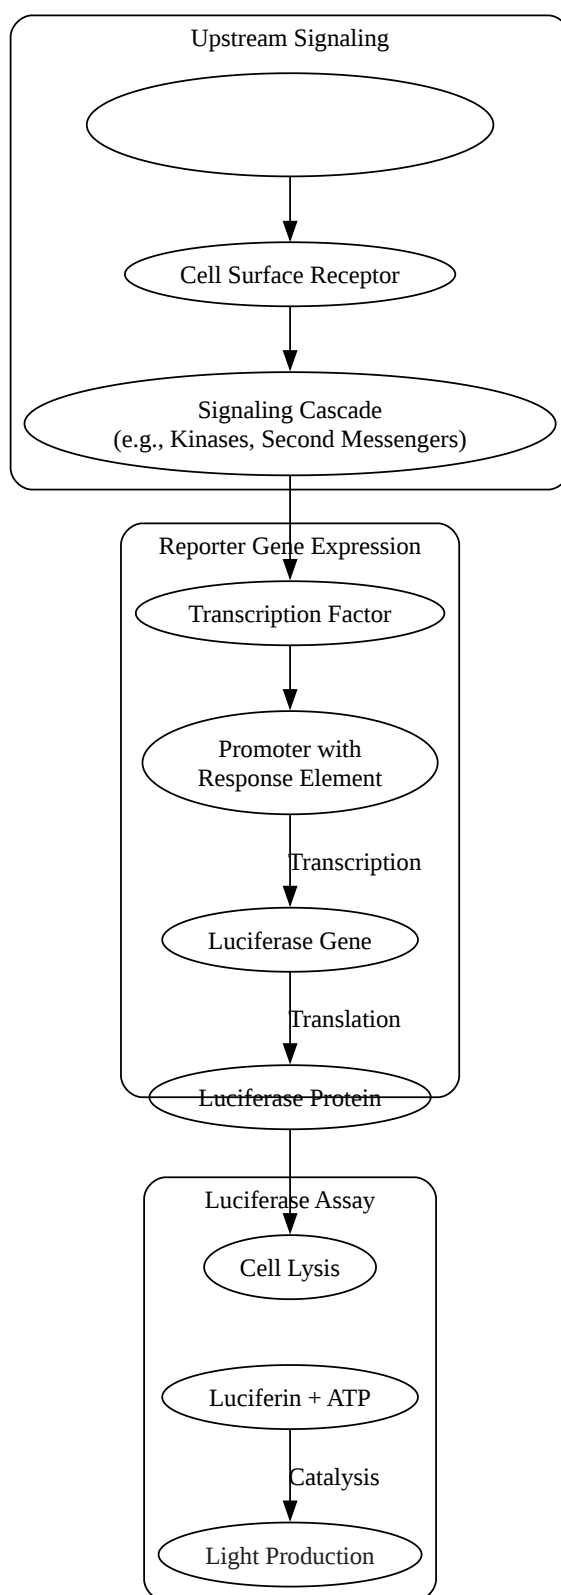 Upstream Signaling
Cell Surface Receptor
Signaling Cascade
(e.g., Kinases, Second Messengers)
Reporter Gene Expression
Transcription Factor
Promoter with
Response Element
Transcription
Luciferase Gene
Translation
Luciferase Protein
Luciferase Assay
Cell Lysis
Luciferin + ATP
Catalysis
Light Production